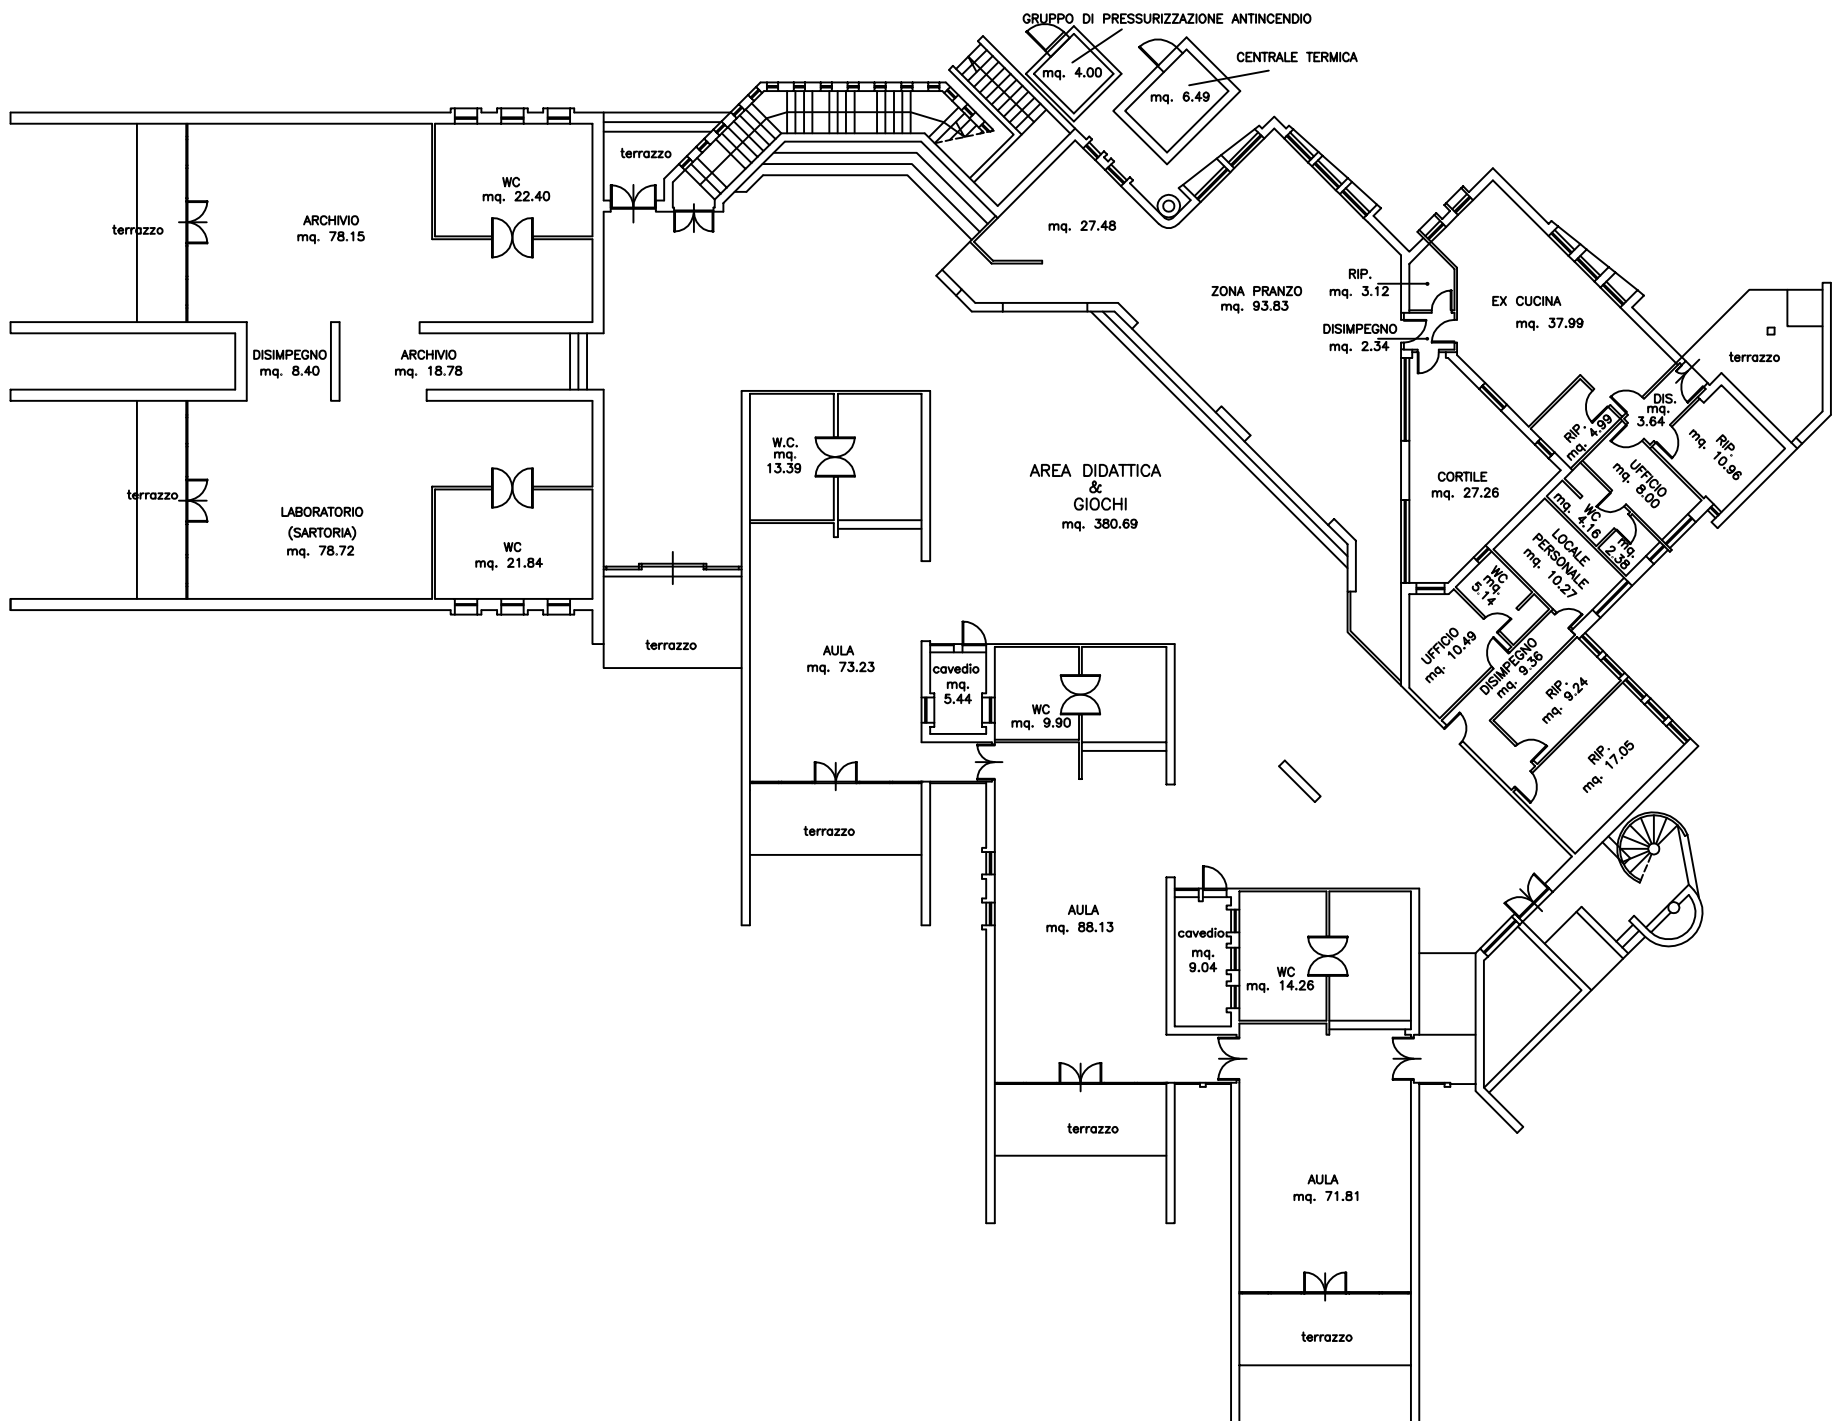 GRUPPO DI PRESSURIZZAZIONE ANTINCENDIO
mq. 4.00
CENTRALE TERMICA
mq. 6.49
terrazzo
WC
mq. 22.40
ARCHIVIO
mq. 78.15
terrazzo
mq. 27.48
ZONA PRANZO
mq. 93.83
RIP.
mq. 3.12
EX CUCINA
mq. 37.99
DISIMPEGNO
mq. 2.34
terrazzo
DISIMPEGNO
mq. 8.40
ARCHIVIO
mq. 18.78
DIS.
mq.
3.64
RIP.
mq. 4.99
RIP.
mq. 10.96
W.C.
mq.
13.39
AREA DIDATTICA
&
GIOCHI
mq. 380.69
CORTILE
mq. 27.26
UFFICIO
mq. 8.00
WC
mq. 4.16
mq.
2.38
LOCALE
PERSONALE
mq. 10.27
terrazzo
LABORATORIO
(SARTORIA)
mq. 78.72
WC
mq. 21.84
WC
mq.
5.14
UFFICIO
mq. 10.49
DISIMPEGNO
mq. 9.36
RIP.
mq. 9.24
RIP.
mq. 17.05
terrazzo
AULA
mq. 73.23
cavedio
mq.
5.44
WC
mq. 9.90
terrazzo
AULA
mq. 88.13
cavedio
mq.
9.04
WC
mq. 14.26
terrazzo
AULA
mq. 71.81
terrazzo